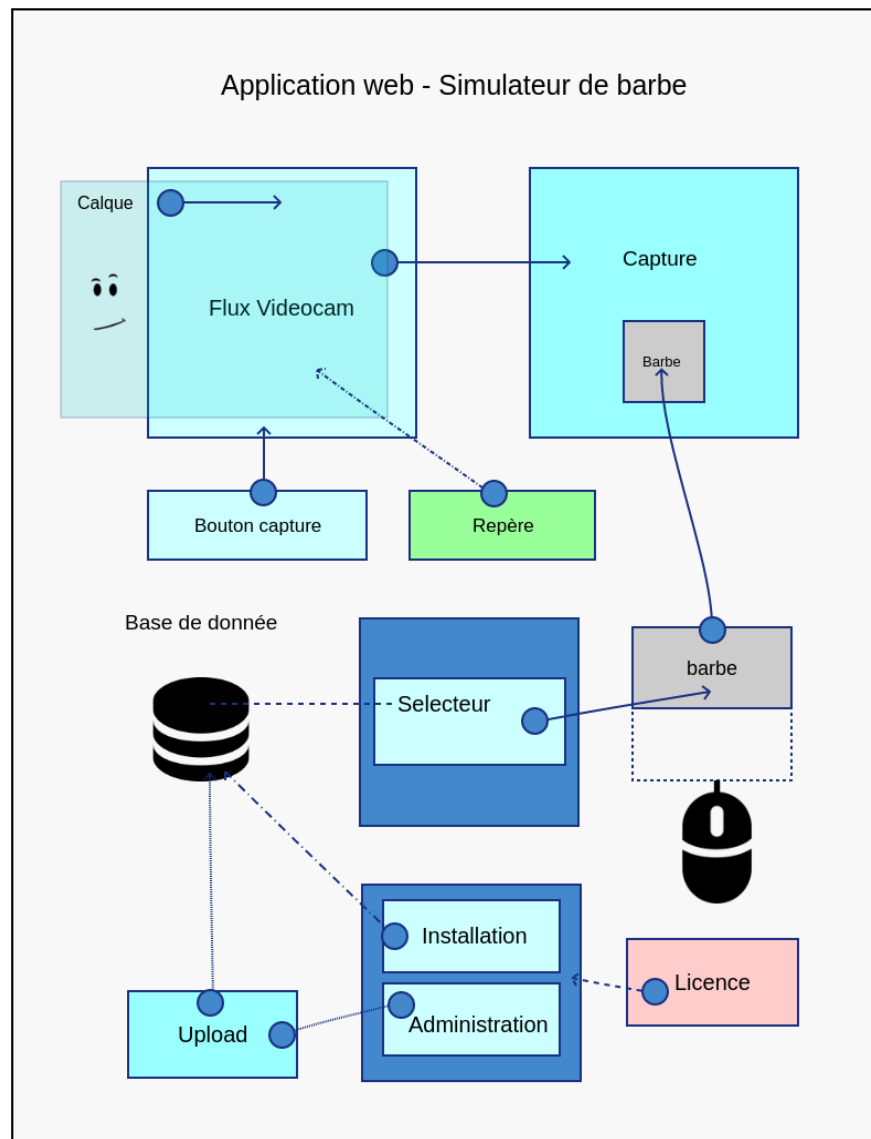 Application web - Simulateur de barbe
Calque
Flux Videocam
Capture
Barbe
Bouton capture
Repère
Base de donnée
Selecteur
barbe
Installation
Administration
Licence
Upload